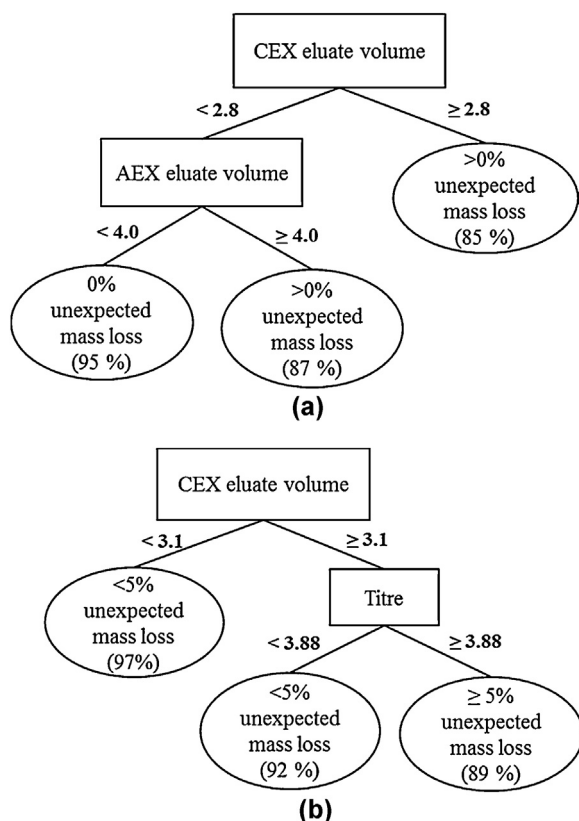 CEX eluate volume
< 2.8
≥ 2.8
AEX eluate volume
>0%
unexpected
mass loss
(85 %)
< 4.0
≥ 4.0
0%
unexpected
mass loss
(95 %)
>0%
unexpected
mass loss
(87 %)
(a)
CEX eluate volume
< 3.1
≥ 3.1
<5%
unexpected
mass loss
(97%)
Titre
< 3.88
≥3.88
<5%
unexpected
mass loss
(92 %)
≥ 5%
unexpected
mass loss
(89 %)
(b)